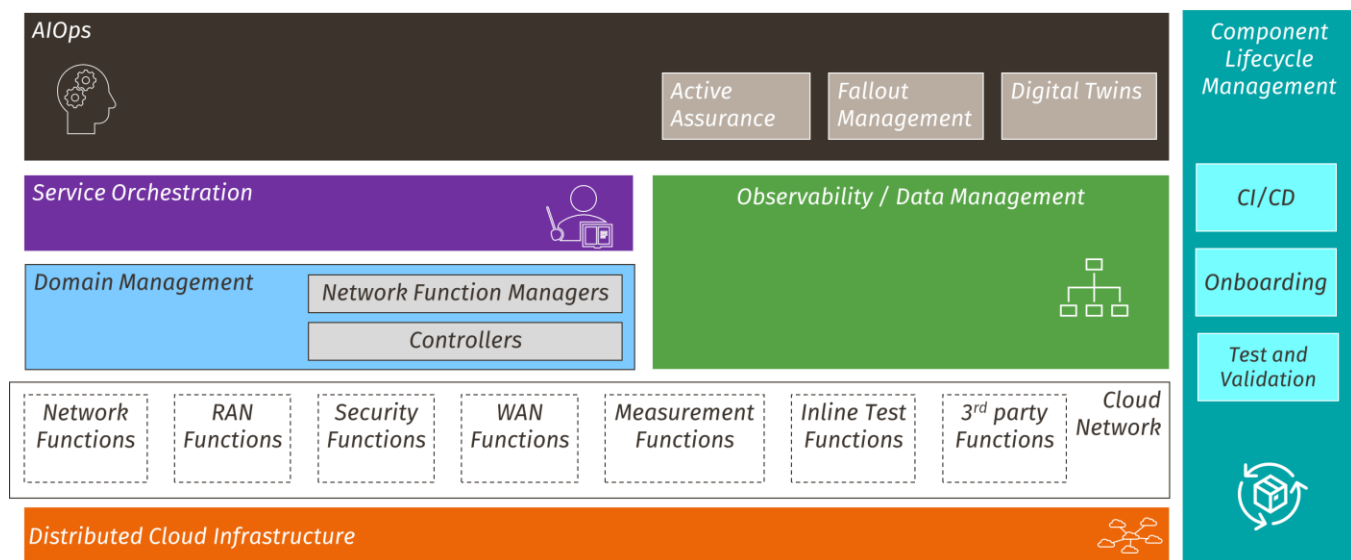 AIOps
Active
Assurance
Fallout
Management
Digital Twins
Service Orchestration
Observability / Data Management
Domain Management
Network Function Managers
Controllers
Network
Functions
RAN
Functions
Security
Functions
WAN
Functions
Measurement
Functions
Inline Test
Functions
3rd party
Functions
Cloud
Network
Distributed Cloud Infrastructure
Component
Lifecycle
Management
CI/CD
Onboarding
Test and
Validation